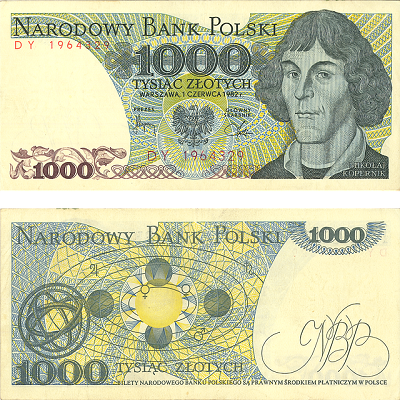 NARODOWY BANK POLSKI
DY 1964329
1000
TYSIĄC ZŁOTYCH
WARSZAWA, 1 CZERWCA 1982 r.
PREZES
GŁÓWNY SKARBNIK
DY 1964329
1000
MIKOŁAJ
KOPERNIK
NARODOWY BANK POLSKI
1000
NBP
1000
TYSIĄC ZŁOTYCH
BILETY NARODOWEGO BANKU POLSKIEGO SĄ PRAWNYM ŚRODKIEM PŁATNICZYM W POLSCE